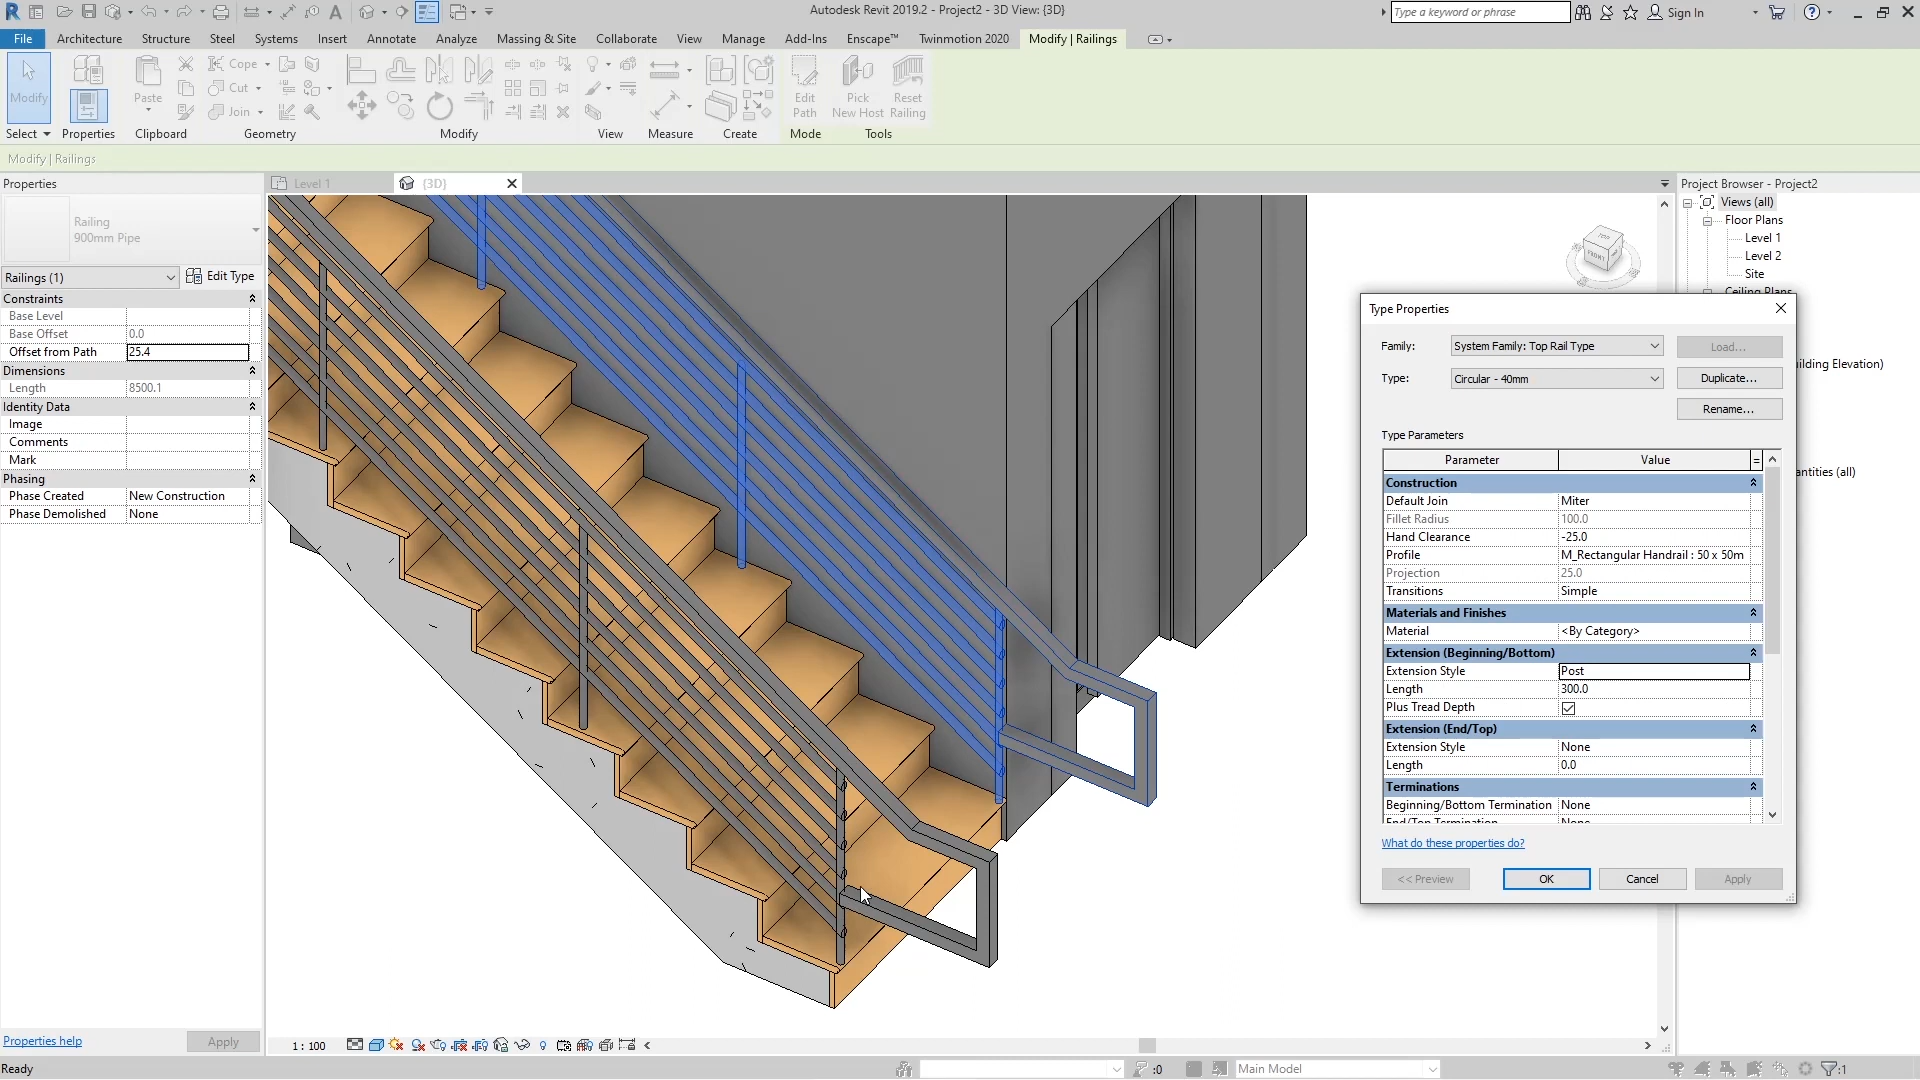 Autodesk Revit 2019.2 - Project2 - 3D View: {3D}
Type a keyword or phrase
Sign In
File Architecture Structure Steel Systems Insert Annotate Analyze Massing & Site Collaborate View Manage Add-Ins Enscape™ Twinmotion 2020 Modify | Railings
Modify
Paste
Cope
Cut
Join
Edit Path
Pick New Host
Reset Railing
Select Properties Clipboard Geometry Modify View Measure Create Mode Tools
Modify | Railings
Properties
Level 1
{3D}
Project Browser - Project2
Railing
900mm Pipe
Railings (1)
Edit Type
Constraints
Base Level
Base Offset 0.0
Offset from Path 25.4
Dimensions
Length 8500.1
Identity Data
Image
Comments
Mark
Phasing
Phase Created New Construction
Phase Demolished None
Properties help
Apply
TOP
FRONT
Views (all)
Floor Plans
Level 1
Level 2
Site
Ceiling Plans
uilding Elevation)
antities (all)
Type Properties
Family: System Family: Top Rail Type Load...
Type: Circular - 40mm Duplicate...
Rename...
Type Parameters
Parameter Value =
Construction
Default Join Miter
Fillet Radius 100.0
Hand Clearance -25.0
Profile M_Rectangular Handrail : 50 x 50m
Projection 25.0
Transitions Simple
Materials and Finishes
Material <By Category>
Extension (Beginning/Bottom)
Extension Style Post
Length 300.0
Plus Tread Depth
Extension (End/Top)
Extension Style None
Length 0.0
Terminations
Beginning/Bottom Termination None
End/Top Termination None
What do these properties do?
<< Preview OK Cancel Apply
1 : 100
Ready
:0
Main Model
:1